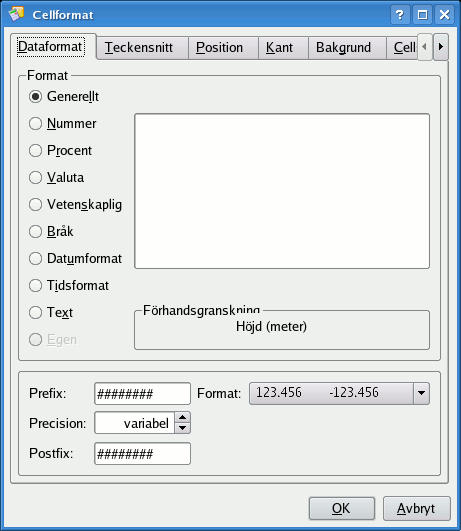 Cellformat
Dataformat Teckensnitt Position Kant Bakgrund
Format
Generellt
Nummer
Procent
Valuta
Vetenskaplig
Bråk
Datumformat
Tidsformat
Text
Egen
Förhandsgranskning
Höjd (meter)
Prefix: ######## Format: 123.456 -123.456
Precision: variabel
Postfix: ########
OK Avbryt